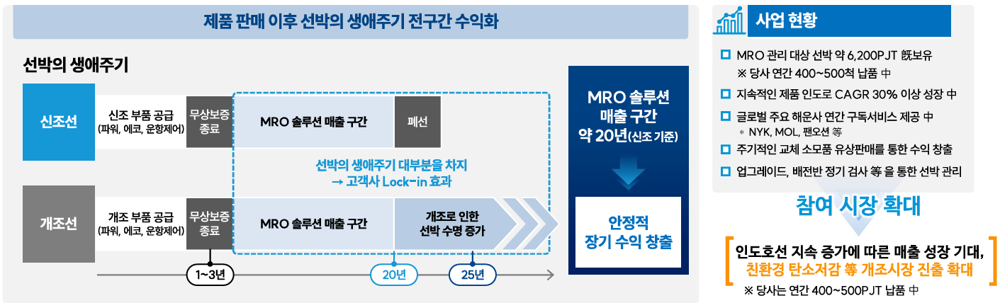 제품 판매 이후 선박의 생애주기 전구간 수익화
선박의 생애주기
신조선
신조 부품 공급
(파워, 에코, 운항제어)
무상보증
종료
MRO 솔루션 매출 구간
폐선
선박의 생애주기 대부분을 차지
→ 고객사 Lock-in 효과
개조선
개조 부품 공급
(파워, 에코, 운항제어)
무상보증
종료
MRO 솔루션 매출 구간
개조로 인한
선박 수명 증가
1~3년
20년
25년
MRO 솔루션
매출 구간
약 20년(신조 기준)
안정적
장기 수익 창출
사업 현황
MRO 관리 대상 선박 약 6,200PJT 旣보유
※ 당사 연간 400~500척 납품 中
지속적인 제품 인도로 CAGR 30% 이상 성장 中
글로벌 주요 해운사 연간 구독서비스 제공 中
* NYK, MOL, 팬오션 等
주기적인 교체 소모품 유상판매를 통한 수익 창출
업그레이드, 배전반 정기 검사 等 을 통한 선박 관리
참여 시장 확대
인도호선 지속 증가에 따른 매출 성장 기대,
친환경 탄소저감 等 개조시장 진출 확대
※ 당사는 연간 400~500PJT 납품 中